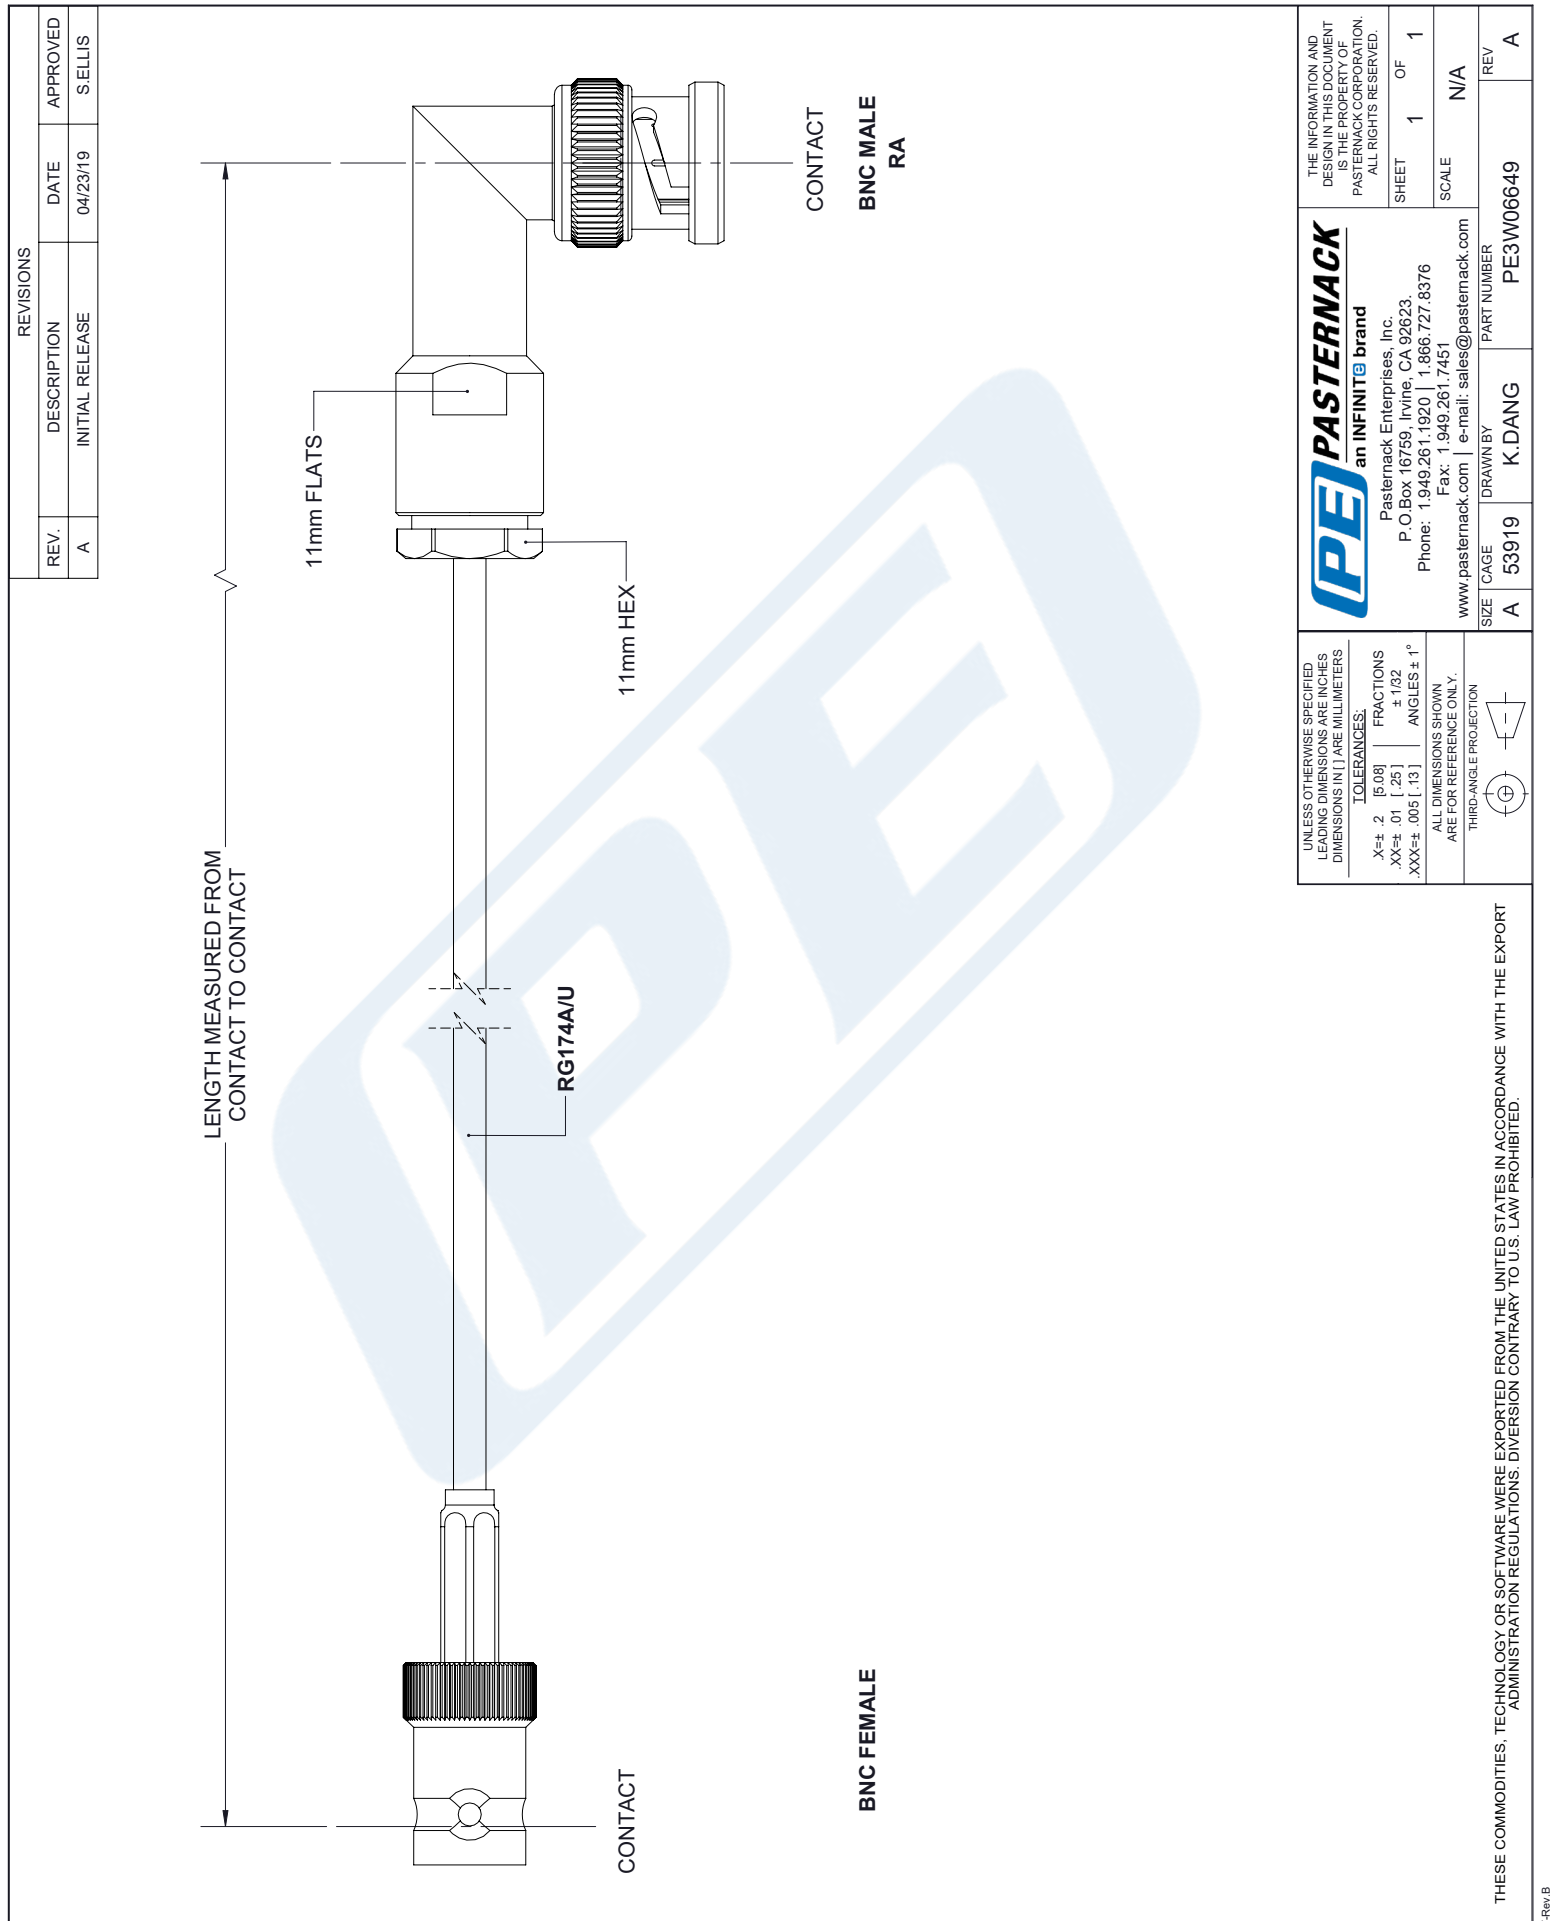 REVISIONS
REV. DESCRIPTION DATE APPROVED
A INITIAL RELEASE 04/23/19 S.ELLIS
LENGTH MEASURED FROM
CONTACT TO CONTACT
11mm FLATS
11mm HEX
RG174A/U
CONTACT
CONTACT
BNC FEMALE
BNC MALE
RA
PE
UNLESS OTHERWISE SPECIFIED
LEADING DIMENSIONS ARE INCHES
DIMENSIONS IN [ ] ARE MILLIMETERS
TOLERANCES:
.X=± .2 [5.08] FRACTIONS
.XX=± .01 [ .25 ] ± 1/32
.XXX=± .005 [ .13 ] ANGLES ± 1°
ALL DIMENSIONS SHOWN
ARE FOR REFERENCE ONLY.
THIRD-ANGLE PROJECTION
PE PASTERNACK
an INFINITe brand
Pasternack Enterprises, Inc.
P.O.Box 16759, Irvine, CA 92623.
Phone: 1.949.261.1920 | 1.866.727.8376
Fax: 1.949.261.7451
www.pasternack.com | e-mail: sales@pasternack.com
THE INFORMATION AND
DESIGN IN THIS DOCUMENT
IS THE PROPERTY OF
PASTERNACK CORPORATION.
ALL RIGHTS RESERVED.
SHEET 1 OF 1
SCALE N/A
SIZE CAGE DRAWN BY PART NUMBER REV
A 53919 K.DANG PE3W06649 A
THESE COMMODITIES, TECHNOLOGY OR SOFTWARE WERE EXPORTED FROM THE UNITED STATES IN ACCORDANCE WITH THE EXPORT
ADMINISTRATION REGULATIONS. DIVERSION CONTRARY TO U.S. LAW PROHIBITED.
-Rev.B